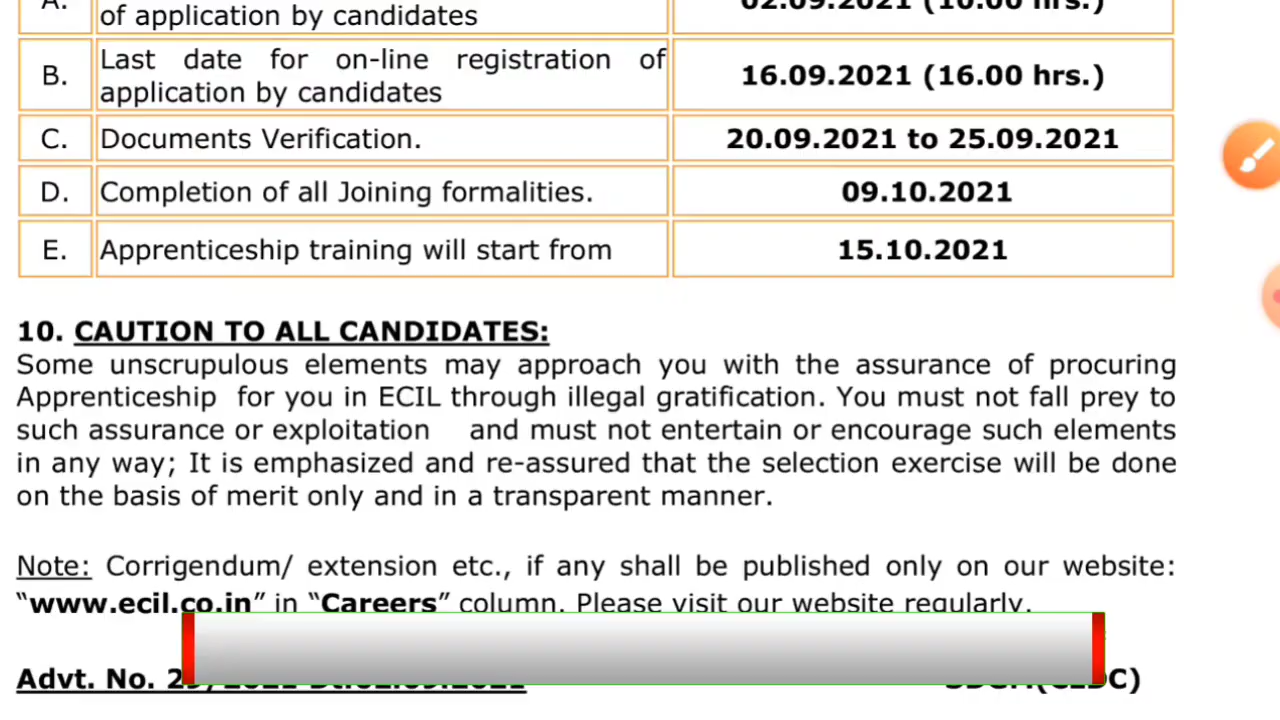 A.
of application by candidates
02.09.2021 (10.00 hrs.)
B.
Last date for on-line registration of
application by candidates
16.09.2021 (16.00 hrs.)
C. Documents Verification. 20.09.2021 to 25.09.2021
D. Completion of all Joining formalities. 09.10.2021
E. Apprenticeship training will start from 15.10.2021
10. CAUTION TO ALL CANDIDATES:
Some unscrupulous elements may approach you with the assurance of procuring
Apprenticeship for you in ECIL through illegal gratification. You must not fall prey to
such assurance or exploitation and must not entertain or encourage such elements
in any way; It is emphasized and re-assured that the selection exercise will be done
on the basis of merit only and in a transparent manner.
Note: Corrigendum/ extension etc., if any shall be published only on our website:
“www.ecil.co.in” in “Careers” column. Please visit our website regularly.
Advt. No.